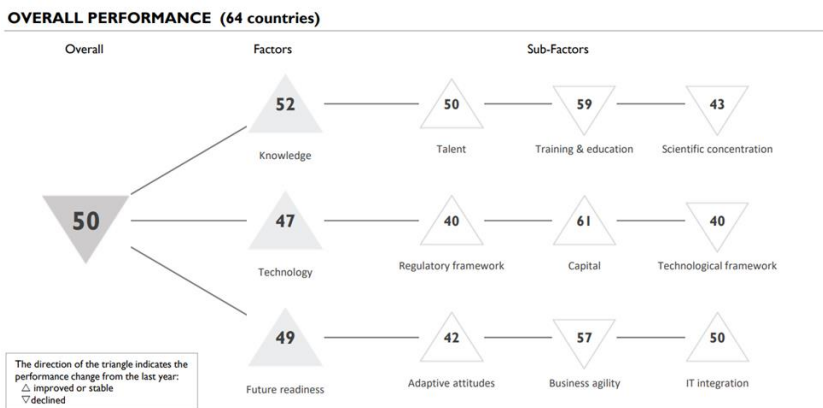 OVERALL PERFORMANCE (64 countries)
Overall Factors Sub-Factors
52 50 59 43
Knowledge Talent Training & education Scientific concentration
50 47 40 61 40
Technology Regulatory framework Capital Technological framework
49 42 57 50
Future readiness Adaptive attitudes Business agility IT integration
The direction of the triangle indicates the
performance change from the last year:
△ improved or stable
▽ declined